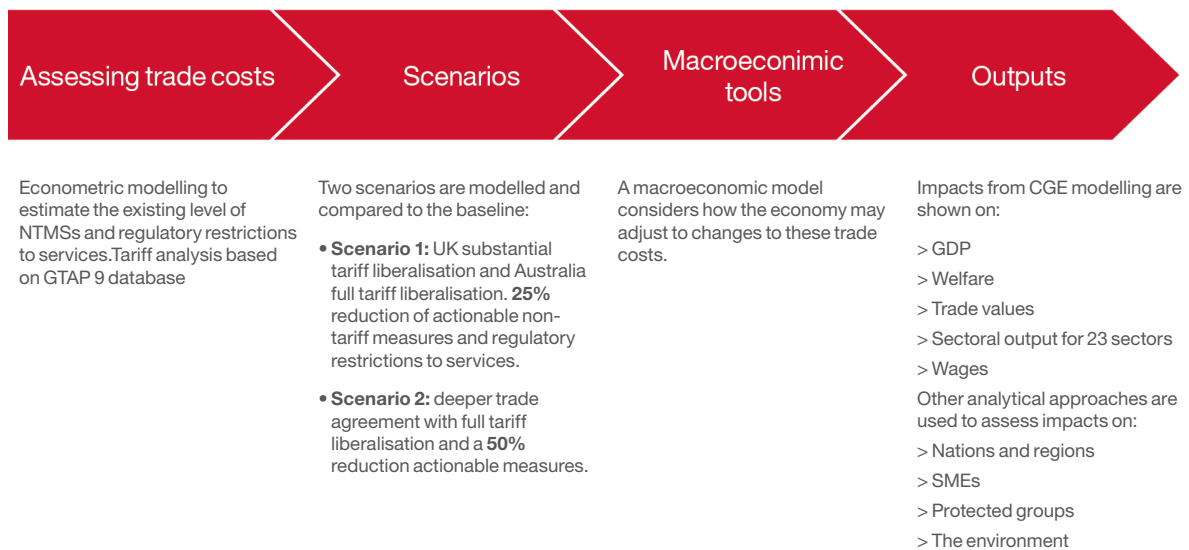 Assessing trade costs
Scenarios
Macroeconimic
tools
Outputs
Econometric modelling to
estimate the existing level of
NTMSs and regulatory restrictions
to services.Tariff analysis based
on GTAP 9 database
Two scenarios are modelled and
compared to the baseline:
• Scenario 1: UK substantial
tariff liberalisation and Australia
full tariff liberalisation. 25%
reduction of actionable non-
tariff measures and regulatory
restrictions to services.
• Scenario 2: deeper trade
agreement with full tariff
liberalisation and a 50%
reduction actionable measures.
A macroeconomic model
considers how the economy may
adjust to changes to these trade
costs.
Impacts from CGE modelling are
shown on:
> GDP
> Welfare
> Trade values
> Sectoral output for 23 sectors
> Wages
Other analytical approaches are
used to assess impacts on:
> Nations and regions
> SMEs
> Protected groups
> The environment